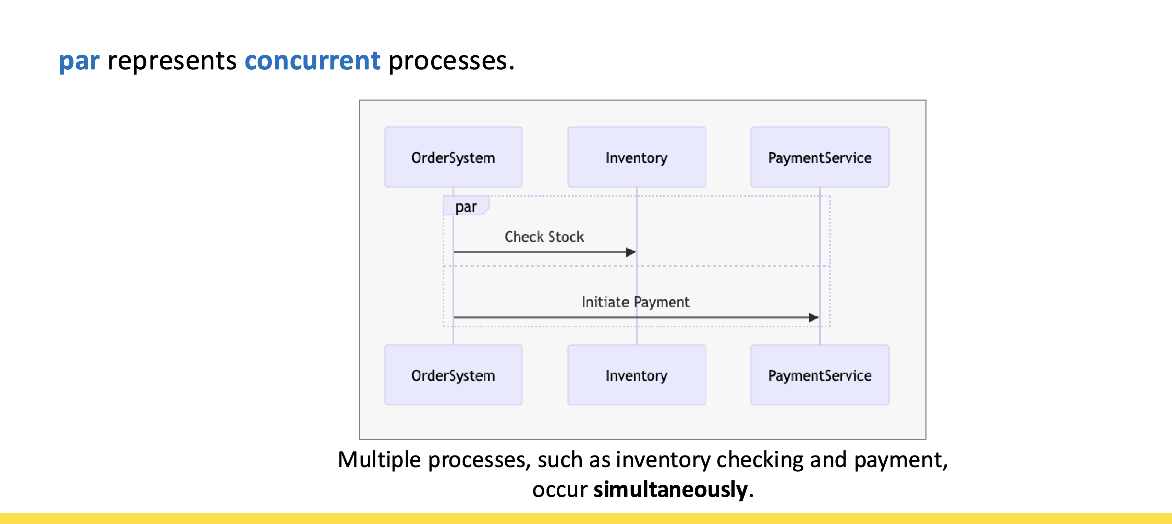 par represents concurrent processes.
OrderSystem Inventory PaymentService
par
Check Stock
Initiate Payment
OrderSystem Inventory PaymentService
Multiple processes, such as inventory checking and payment,
occur simultaneously.